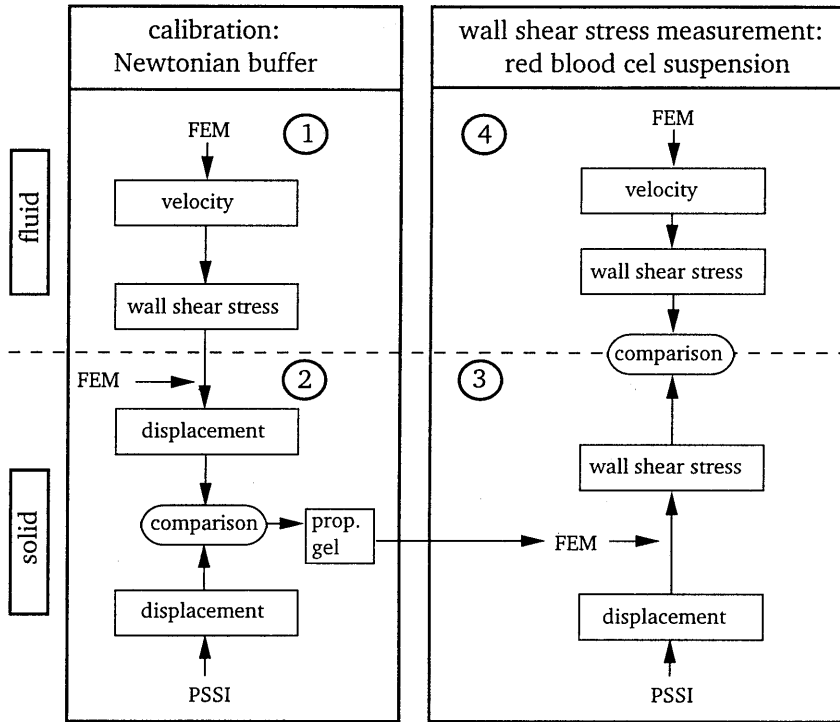 calibration:
Newtonian buffer
wall shear stress measurement:
red blood cel suspension
fluid
solid
FEM
1
velocity
wall shear stress
FEM
2
displacement
comparison
prop.
gel
displacement
PSSI
4
FEM
velocity
wall shear stress
comparison
3
wall shear stress
FEM
displacement
PSSI